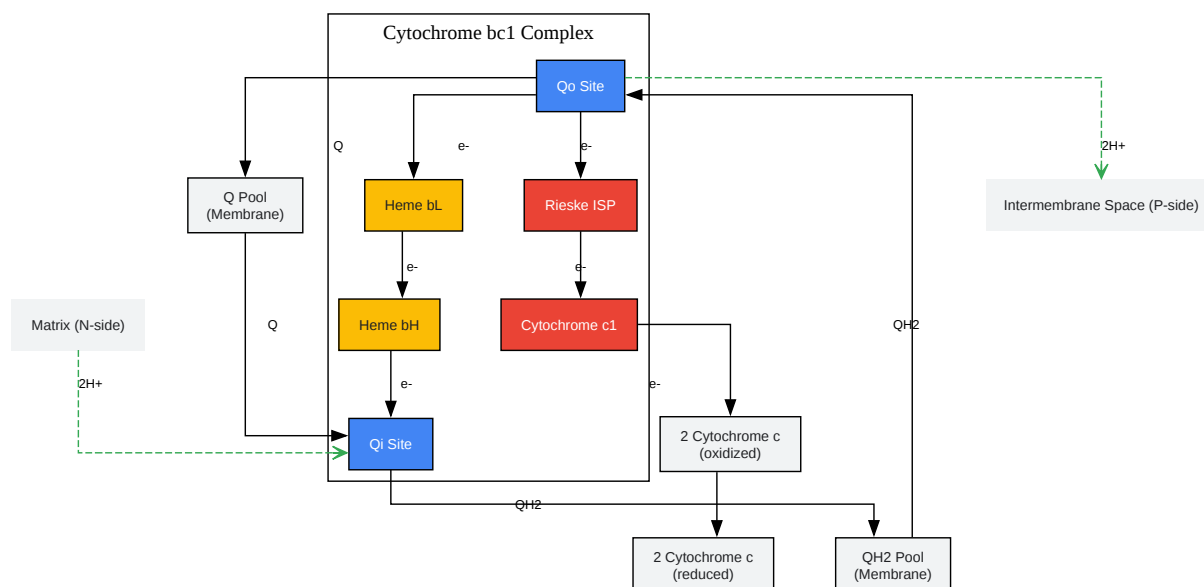 Cytochrome bc1 Complex
Qo Site
Q
e-
e-
2H+
Q Pool
(Membrane)
Heme bL
Rieske ISP
Intermembrane Space (P-side)
e-
e-
Matrix (N-side)
Q
Heme bH
Cytochrome c1
QH2
2H+
e-
e-
Qi Site
2 Cytochrome c
(oxidized)
QH2
2 Cytochrome c
(reduced)
QH2 Pool
(Membrane)